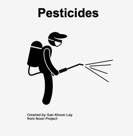 Pesticides
Created by Gan Khoon Lay
from Noun Project